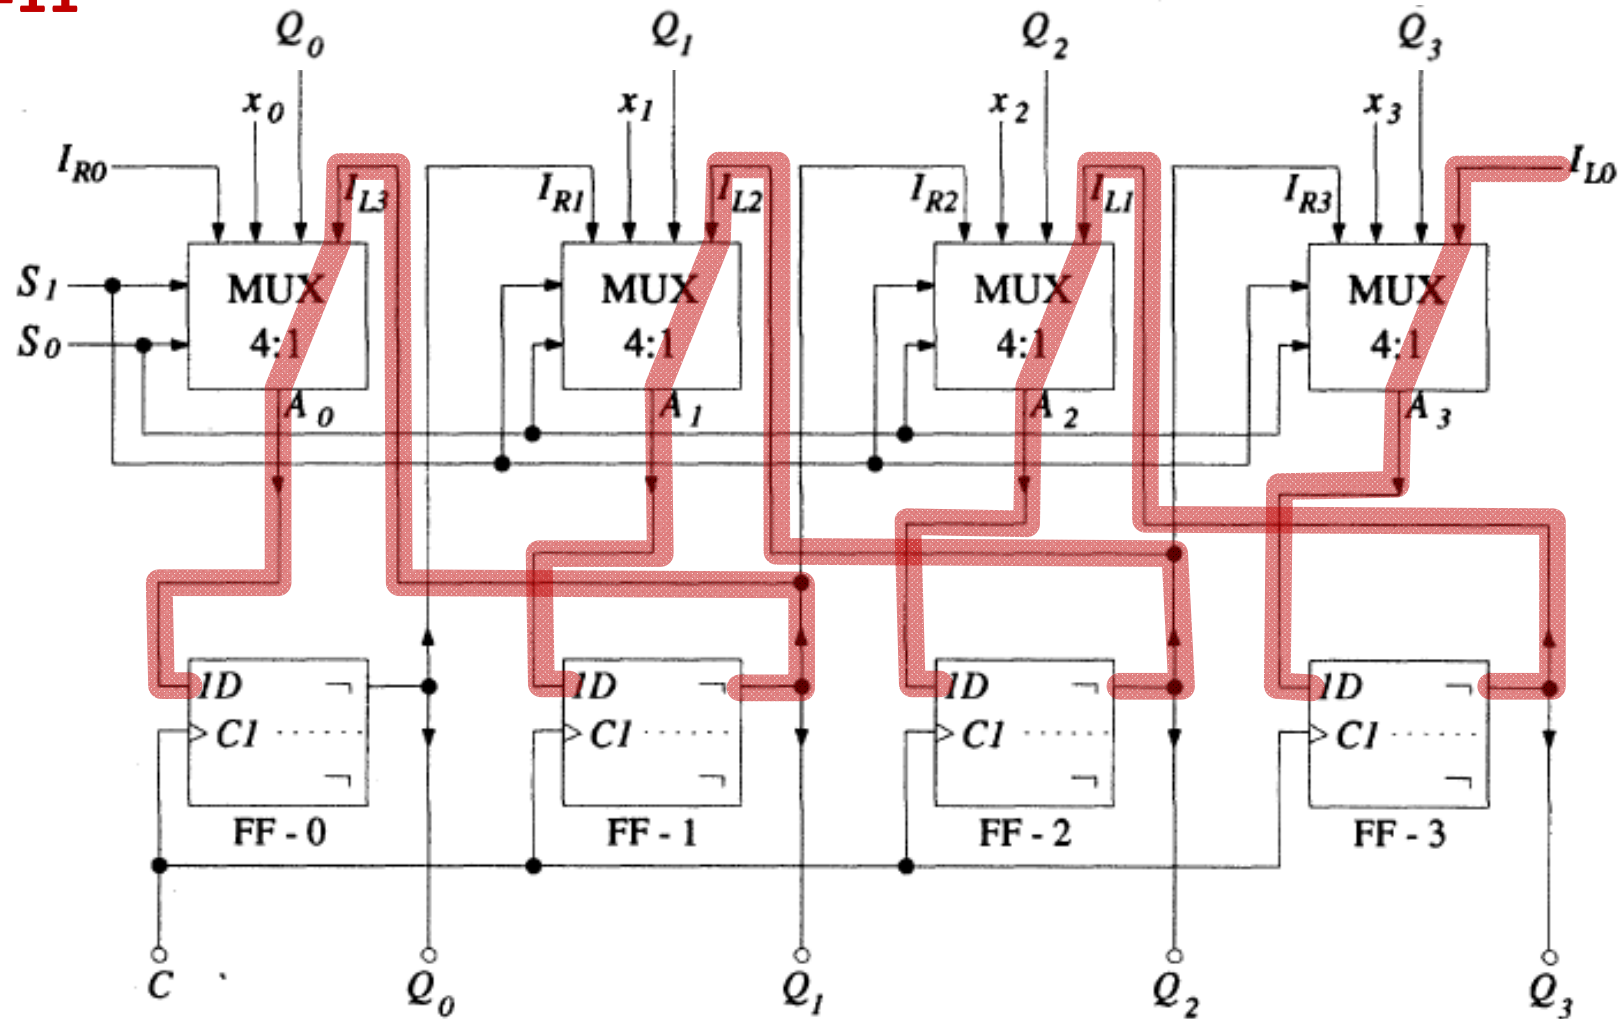 -11
Q0 Q1 Q2 Q3
x0 x1 x2 x3
IR0 IL3 IR1 IL2 IR2 IL1 IR3 IL0
S1 MUX MUX MUX MUX
S0 4:1 4:1 4:1 4:1
A0 A1 A2 A3
1D 1D 1D 1D
C1 C1 C1 C1
FF-0 FF-1 FF-2 FF-3
C Q0 Q1 Q2 Q3